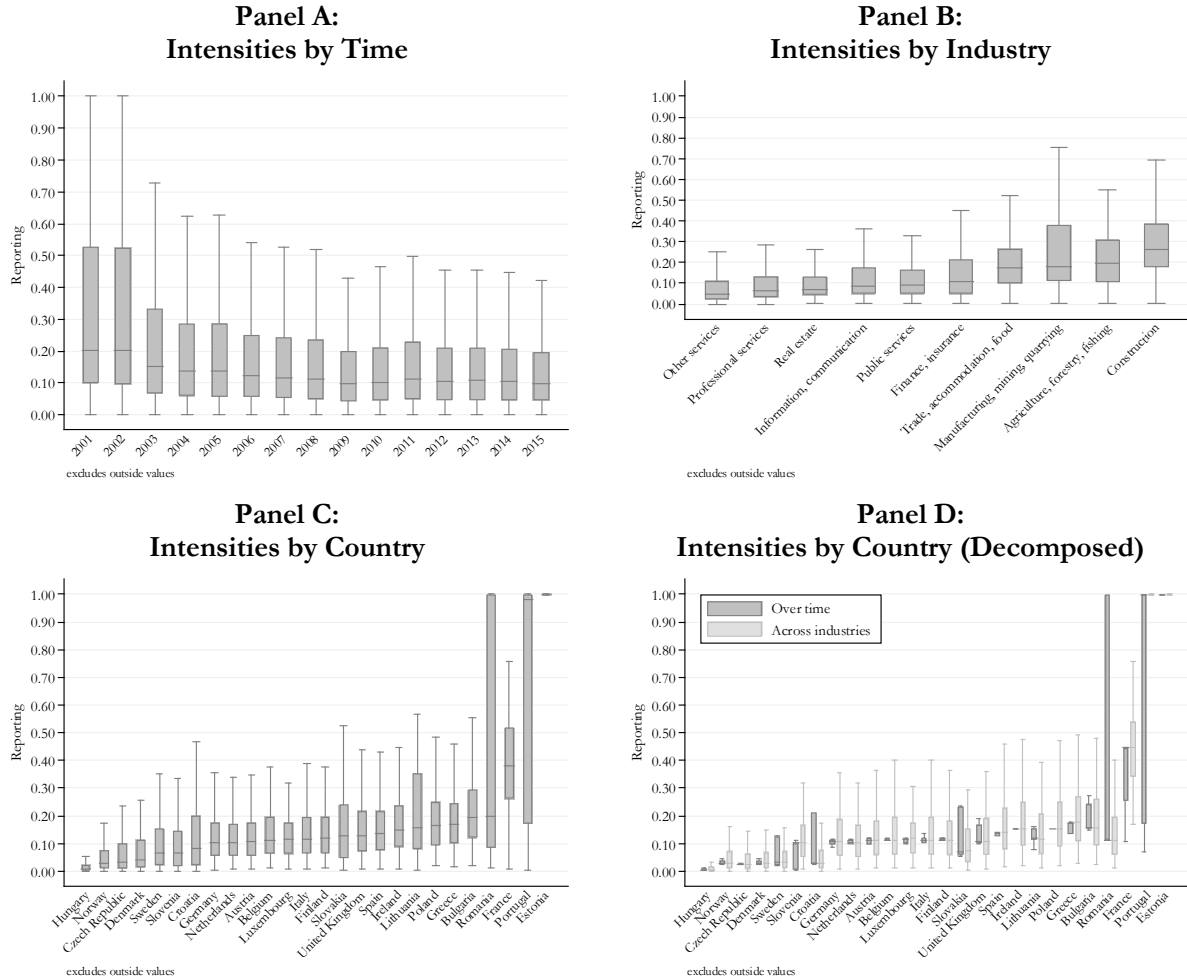 Panel A:
Intensities by Time
1.00
0.90
0.80
0.70
0.60
0.50
0.40
0.30
0.20
0.10
0.00
Reporting
2001
2002
2003
2004
2005
2006
2007
2008
2009
2010
2011
2012
2013
2014
2015
excludes outside values
Panel B:
Intensities by Industry
1.00
0.90
0.80
0.70
0.60
0.50
0.40
0.30
0.20
0.10
0.00
Reporting
Other services
Professional services
Real estate
Information, communication
Public services
Finance, insurance
Trade, accommodation, food
Manufacturing, mining, quarrying
Agriculture, forestry, fishing
Construction
excludes outside values
Panel C:
Intensities by Country
1.00
0.90
0.80
0.70
0.60
0.50
0.40
0.30
0.20
0.10
0.00
Reporting
Hungary
Norway
Czech Republic
Denmark
Sweden
Slovenia
Croatia
Germany
Netherlands
Austria
Belgium
Luxembourg
Italy
Finland
Slovakia
United Kingdom
Spain
Ireland
Lithuania
Poland
Greece
Bulgaria
Romania
France
Portugal
Estonia
excludes outside values
Panel D:
Intensities by Country (Decomposed)
1.00
0.90
0.80
0.70
0.60
0.50
0.40
0.30
0.20
0.10
0.00
Reporting
Over time
Across industries
Hungary
Norway
Czech Republic
Denmark
Sweden
Slovenia
Croatia
Germany
Netherlands
Austria
Belgium
Luxembourg
Italy
Finland
Slovakia
United Kingdom
Spain
Ireland
Lithuania
Poland
Greece
Bulgaria
Romania
France
Portugal
Estonia
excludes outside values